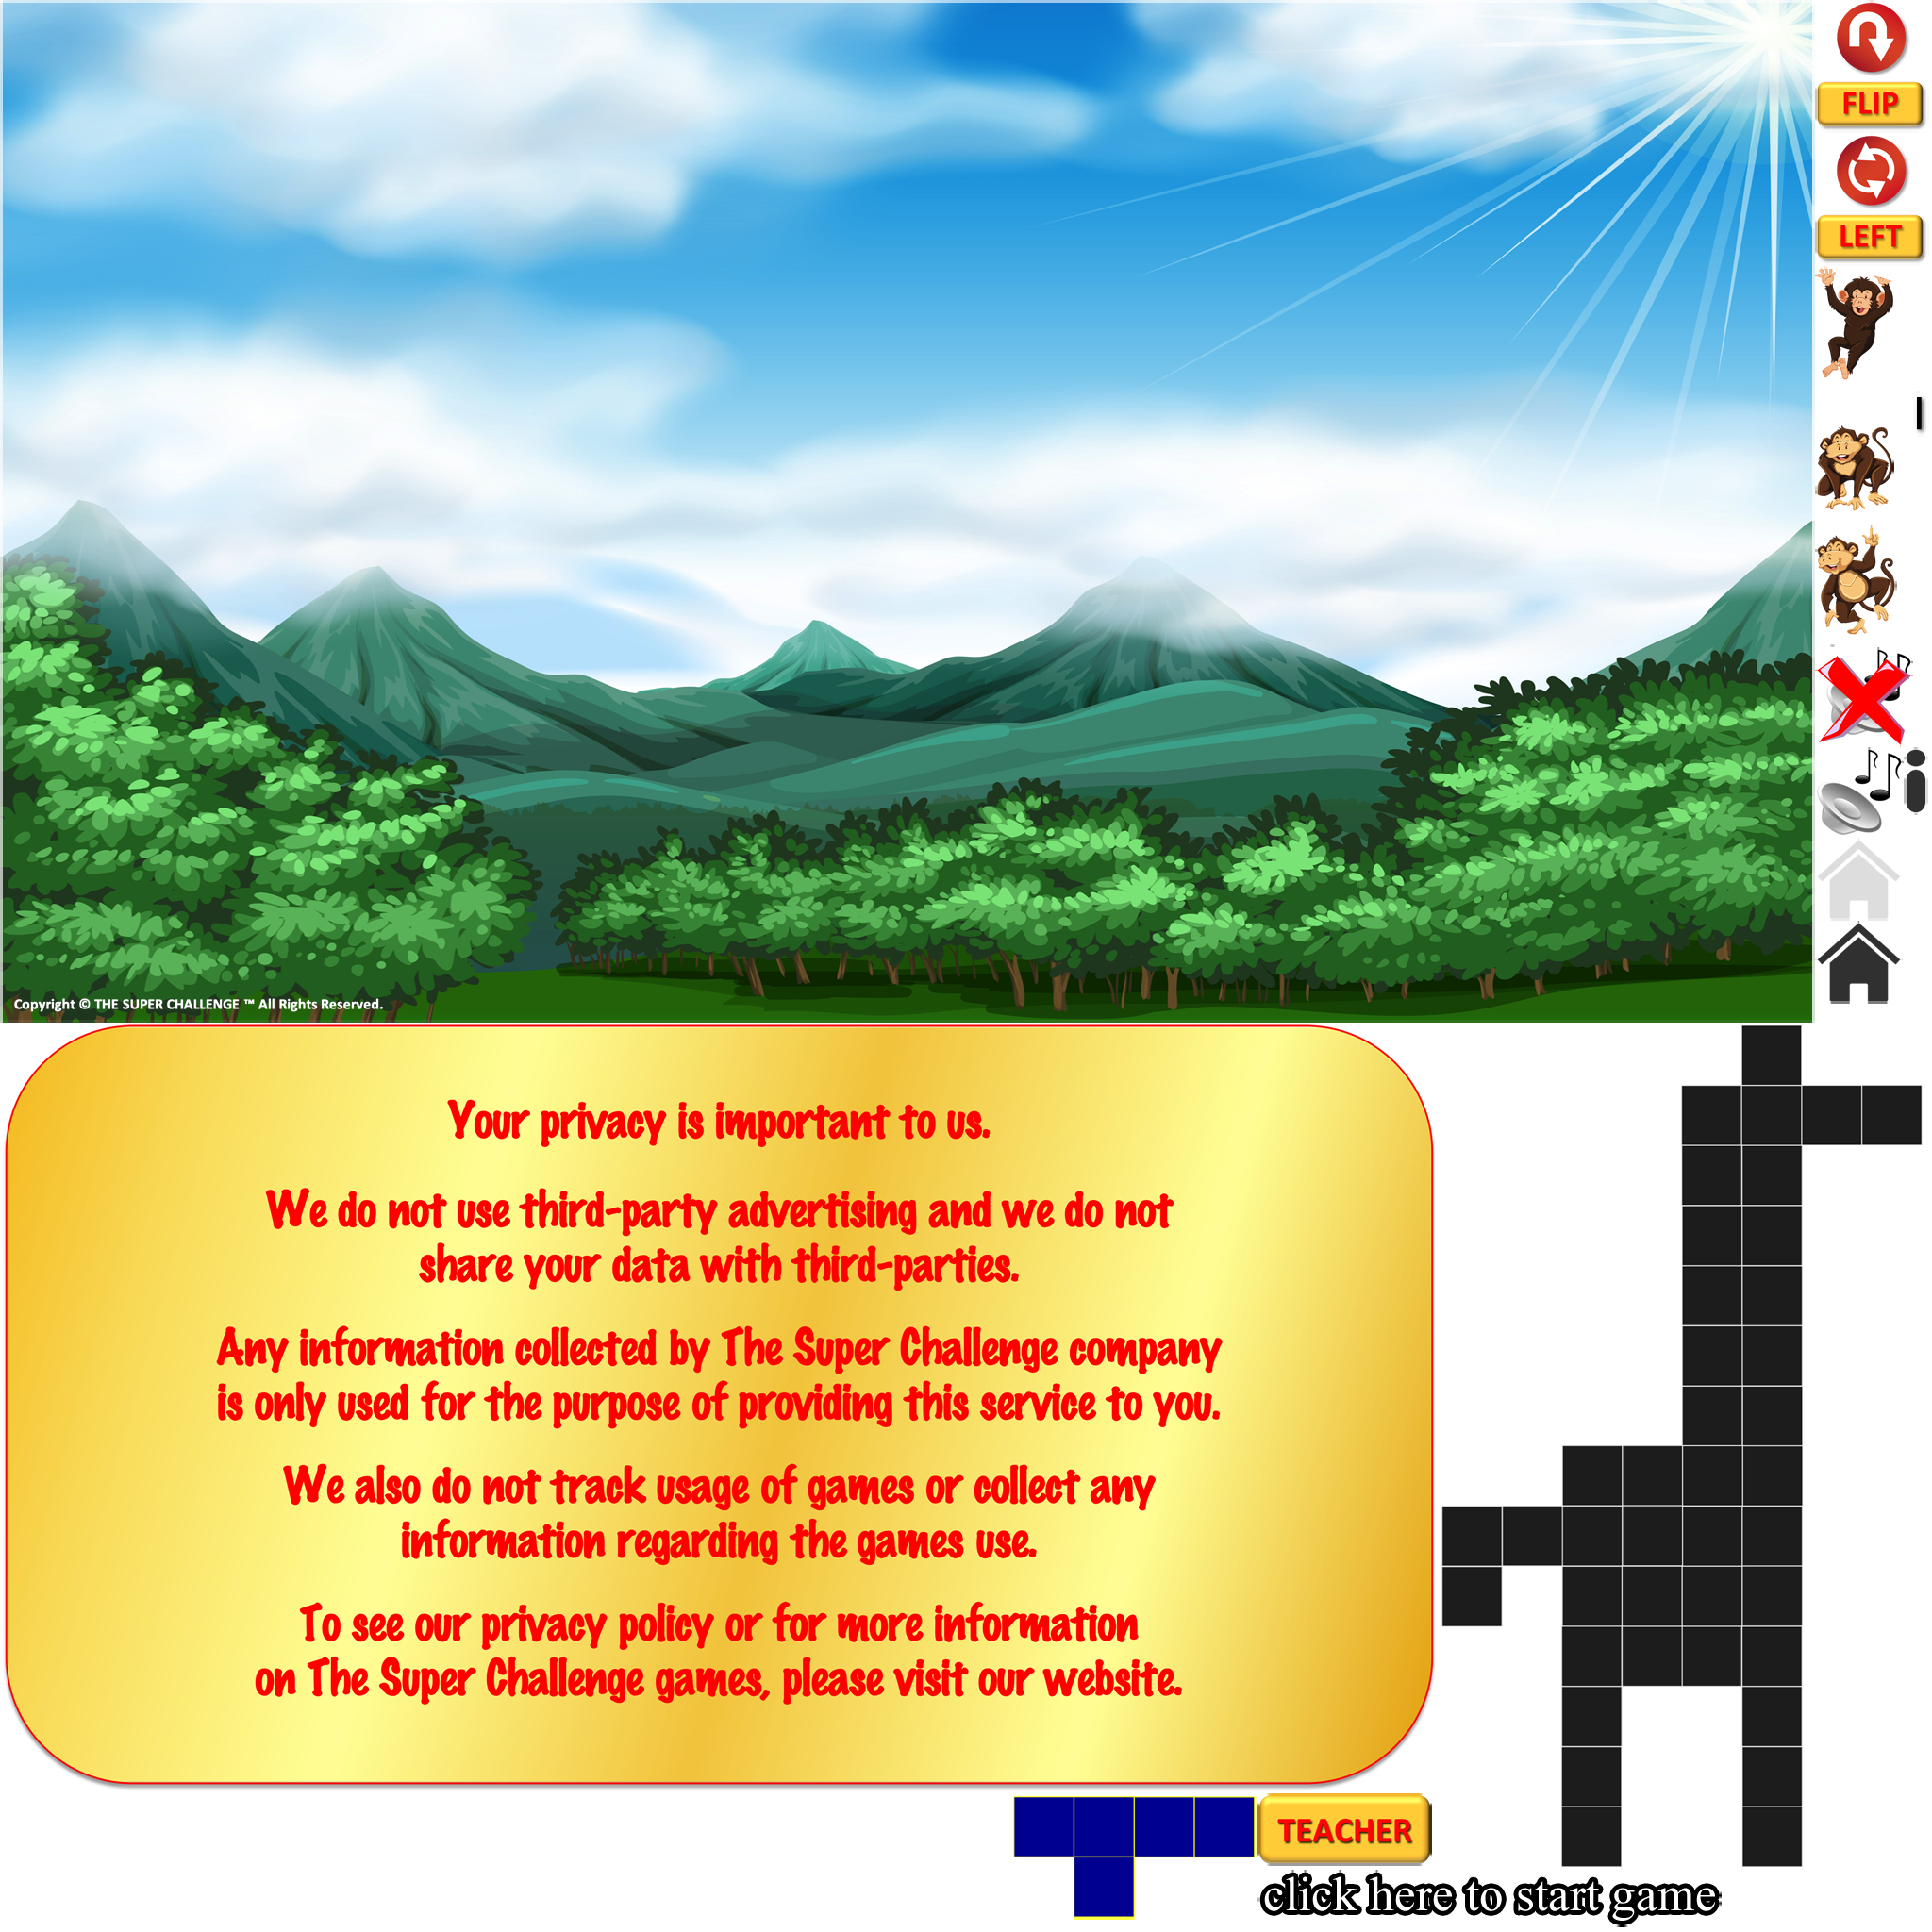 FLIP
LEFT
Copyright © THE SUPER CHALLENGE ™ All Rights Reserved.
Your privacy is important to us.
We do not use third-party advertising and we do not
share your data with third-parties.
Any information collected by The Super Challenge company
is only used for the purpose of providing this service to you.
We also do not track usage of games or collect any
information regarding the games use.
To see our privacy policy or for more information
on The Super Challenge games, please visit our website.
TEACHER
click here to start game